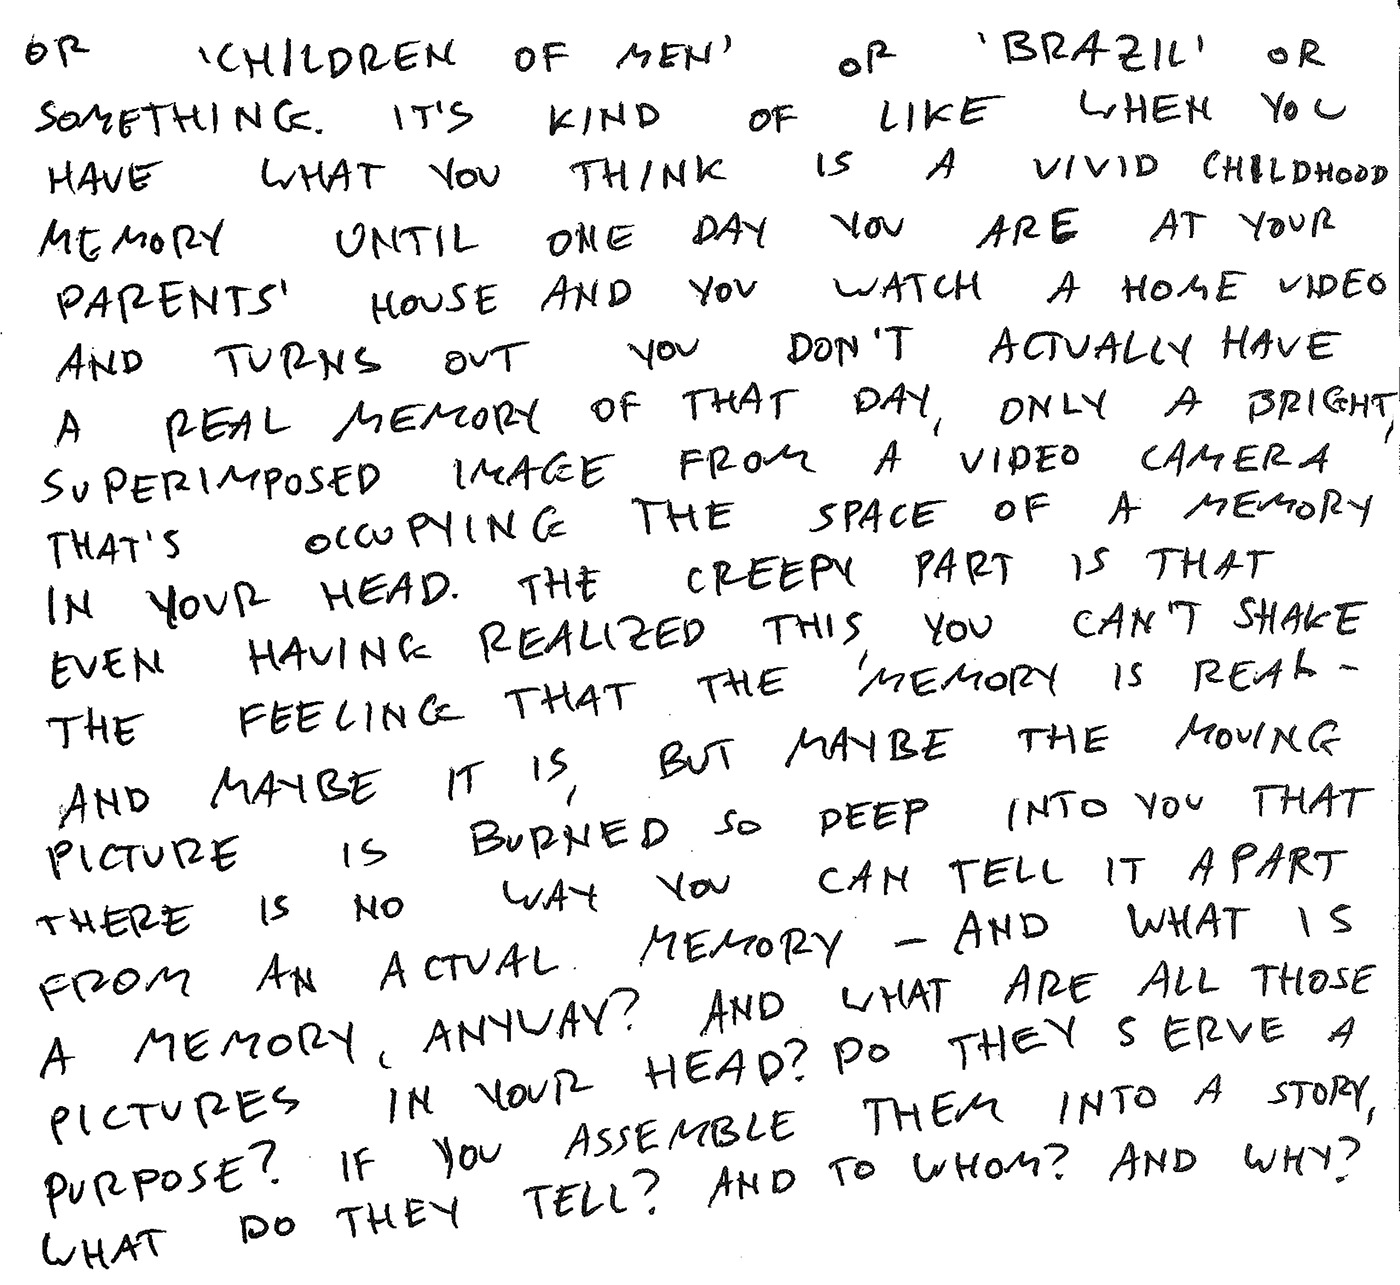 OR 'CHILDREN OF MEN' OR 'BRAZIL' OR
SOMETHING. IT'S KIND OF LIKE WHEN YOU
HAVE WHAT YOU THINK IS A VIVID CHILDHOOD
MEMORY UNTIL ONE DAY YOU ARE AT YOUR
PARENTS' HOUSE AND YOU WATCH A HOME VIDEO
AND TURNS OUT YOU DON'T ACTUALLY HAVE
A REAL MEMORY OF THAT DAY, ONLY A BRIGHT,
SUPERIMPOSED IMAGE FROM A VIDEO CAMERA
THAT'S OCCUPYING THE SPACE OF A MEMORY
IN YOUR HEAD. THE CREEPY PART IS THAT
EVEN HAVING REALIZED THIS, YOU CAN'T SHAKE
THE FEELING THAT THE 'MEMORY IS REAL -
AND MAYBE IT IS, BUT MAYBE THE MOVING
PICTURE IS BURNED SO DEEP INTO YOU THAT
THERE IS NO WAY YOU CAN TELL IT APART
FROM AN ACTUAL MEMORY - AND WHAT IS
A MEMORY, ANYWAY? AND WHAT ARE ALL THOSE
PICTURES IN YOUR HEAD? DO THEY SERVE A
PURPOSE? IF YOU ASSEMBLE THEM INTO A STORY,
WHAT DO THEY TELL? AND TO WHOM? AND WHY?